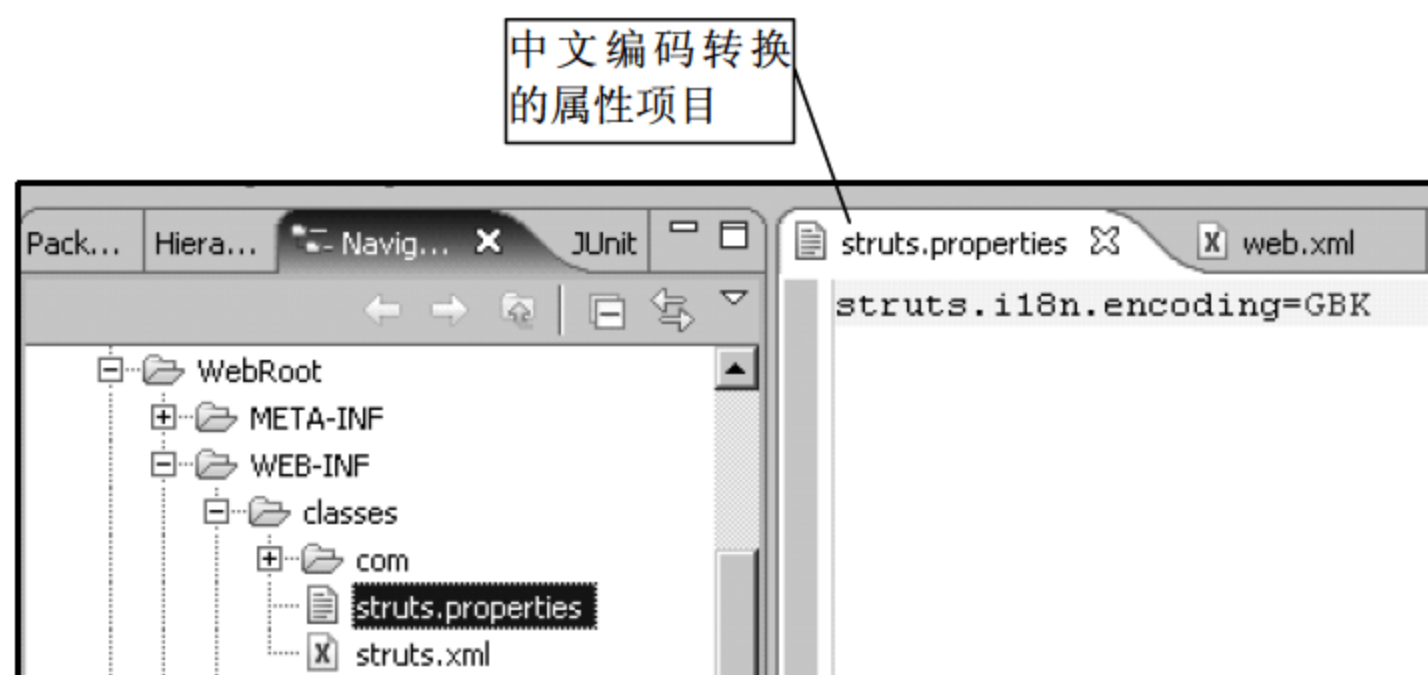 中文编码转换
的属性项目
Pack... Hiera... Navig... JUnit struts.properties web.xml
struts.i18n.encoding=GBK
WebRoot
META-INF
WEB-INF
classes
com
struts.properties
struts.xml